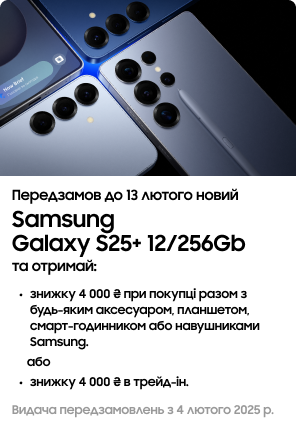 Передзамов до 13 лютого новий
Samsung
Galaxy S25+ 12/256Gb
та отримай:
• знижку 4 000 ₴ при покупці разом з
будь-яким аксесуаром, планшетом,
смарт-годинником або навушниками
Samsung.
або
• знижку 4 000 ₴ в трейд-ін.
Видача передзамовлень з 4 лютого 2025 р.